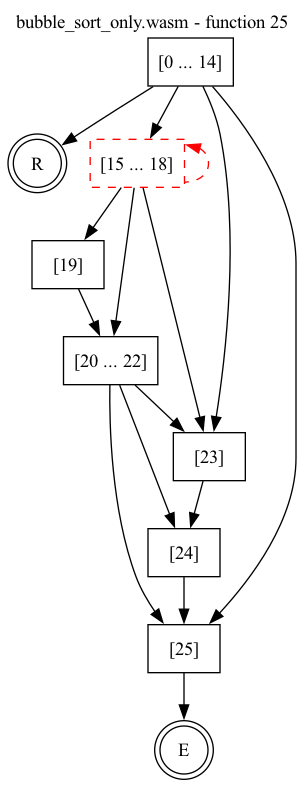 bubble_sort_only.wasm - function 25
[0 ... 14]
R
[15 ... 18]
[19]
[20 ... 22]
[23]
[24]
[25]
E